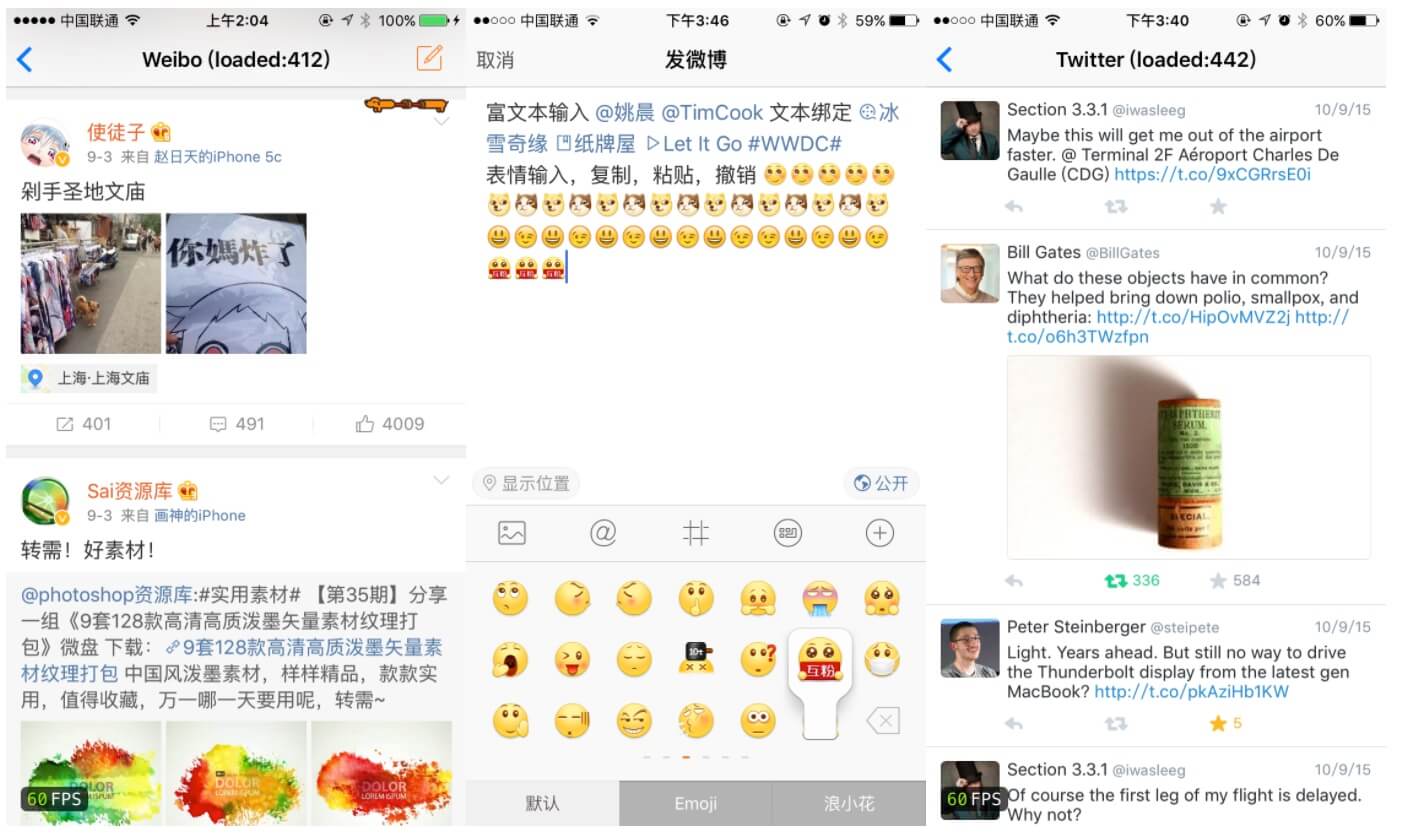 中国联通 上午2:04 100%
Weibo (loaded:412)
使徒子
9-3 来自 赵日天的iPhone 5c
剁手圣地文庙
你媽炸了
上海·上海文庙
401 491 4009
Sai资源库
9-3 来自 画神的iPhone
转需！好素材！
@photoshop资源库:#实用素材# 【第35期】分享
一组《9套128款高清高质泼墨矢量素材纹理打
包》微盘 下载： 9套128款高清高质泼墨矢量素
材纹理打包 中国风泼墨素材，样样精品，款款实
用，值得收藏，万一哪一天要用呢，转需~
DOLOR
DOLOR
LOREM IPSUM
DOLOR
LOREM IPSUM
60 FPS
中国联通 下午3:46 59%
取消 发微博
富文本输入 @姚晨 @TimCook 文本绑定 冰
雪奇缘 纸牌屋 Let It Go #WWDC#
表情输入，复制，粘贴，撤销
互粉 互粉 互粉
显示位置 公开
10+
互粉
默认 Emoji 浪小花
中国联通 下午3:40 60%
Twitter (loaded:442)
Section 3.3.1 @iwasleeg 10/9/15
Maybe this will get me out of the airport
faster. @ Terminal 2F Aéroport Charles De
Gaulle (CDG) https://t.co/9xCGRrsE0i
Bill Gates @BillGates 10/9/15
What do these objects have in common?
They helped bring down polio, smallpox, and
diphtheria: http://t.co/HipOvMVZ2j http://
t.co/o6h3TWzfpn
SERUM.
SPECIAL.
336 584
Peter Steinberger @steipete 10/9/15
Light. Years ahead. But still no way to drive
the Thunderbolt display from the latest gen
MacBook? http://t.co/pkAziHb1KW
5
Section 3.3.1 @iwasleeg 10/9/15
Of course the first leg of my flight is delayed.
Why not?
60 FPS